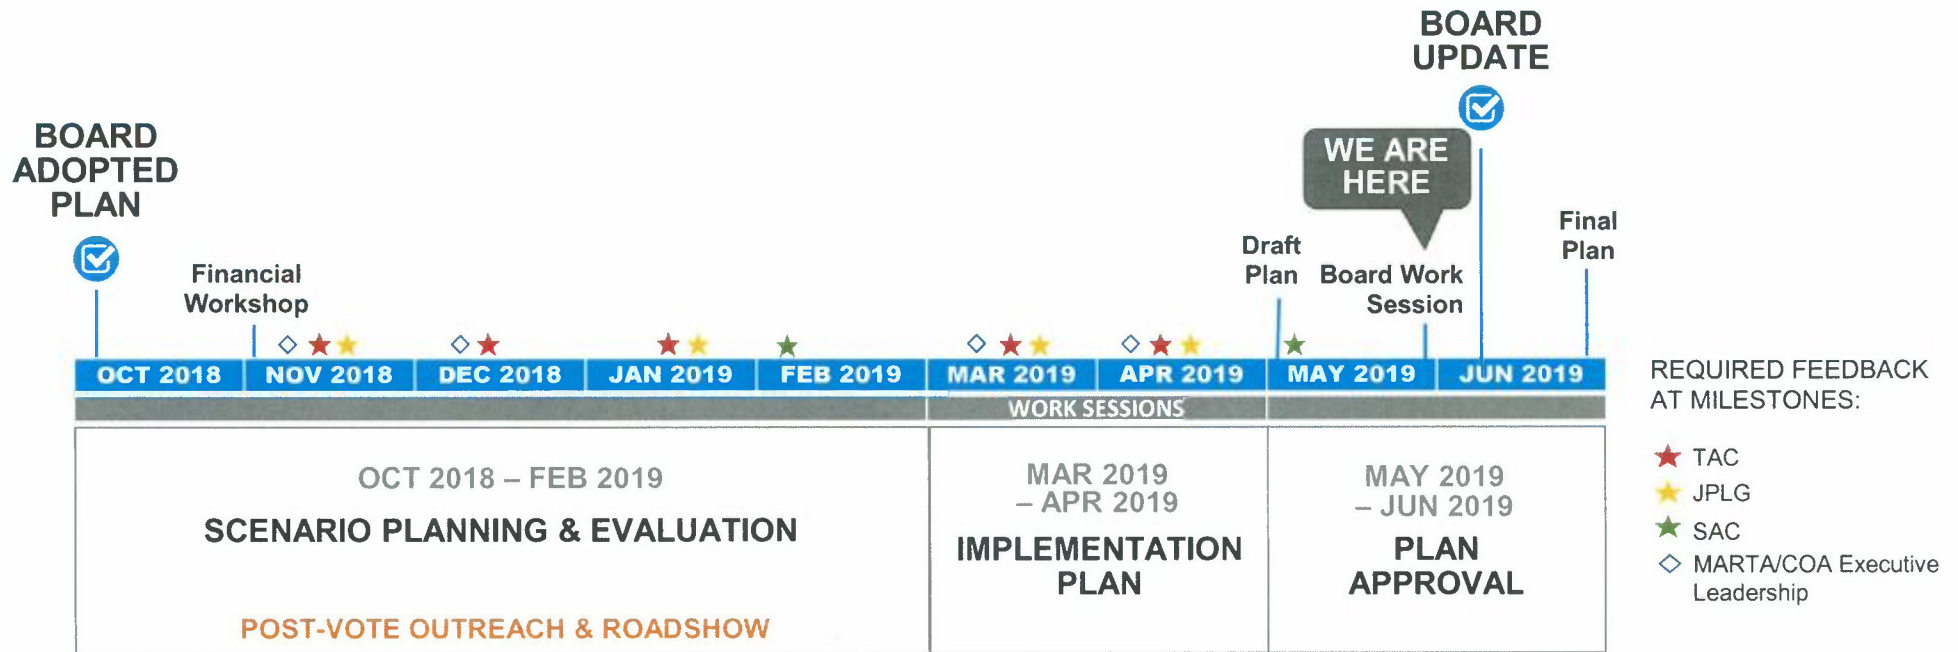 BOARD
UPDATE
BOARD
ADOPTED
PLAN
WE ARE
HERE
Financial
Workshop
Draft
Plan
Board Work
Session
Final
Plan
OCT 2018
NOV 2018
DEC 2018
JAN 2019
FEB 2019
MAR 2019
APR 2019
MAY 2019
JUN 2019
WORK SESSIONS
OCT 2018 – FEB 2019
SCENARIO PLANNING & EVALUATION
POST-VOTE OUTREACH & ROADSHOW
MAR 2019
– APR 2019
IMPLEMENTATION
PLAN
MAY 2019
– JUN 2019
PLAN
APPROVAL
REQUIRED FEEDBACK
AT MILESTONES:
TAC
JPLG
SAC
MARTA/COA Executive
Leadership